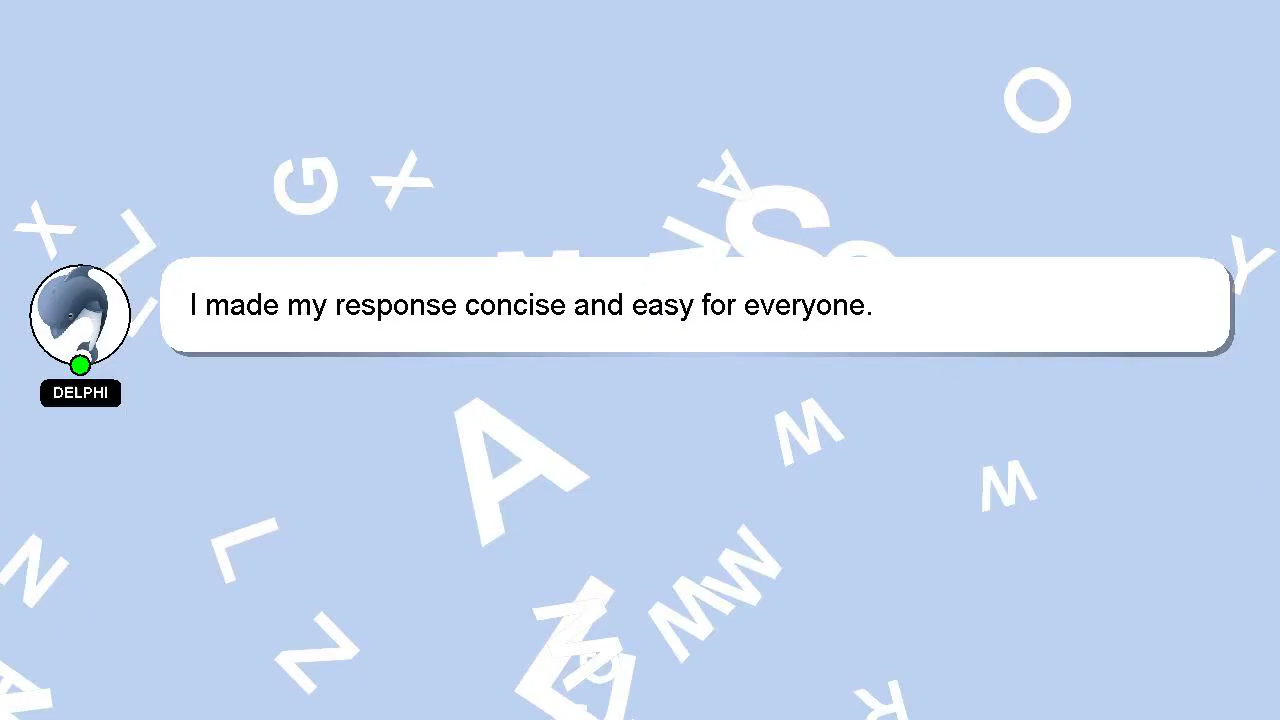 I made my response concise and easy for everyone.
DELPHI
O
G
X
A
S
X
L
Y
A
W
W
L
N
Z
W
W
R